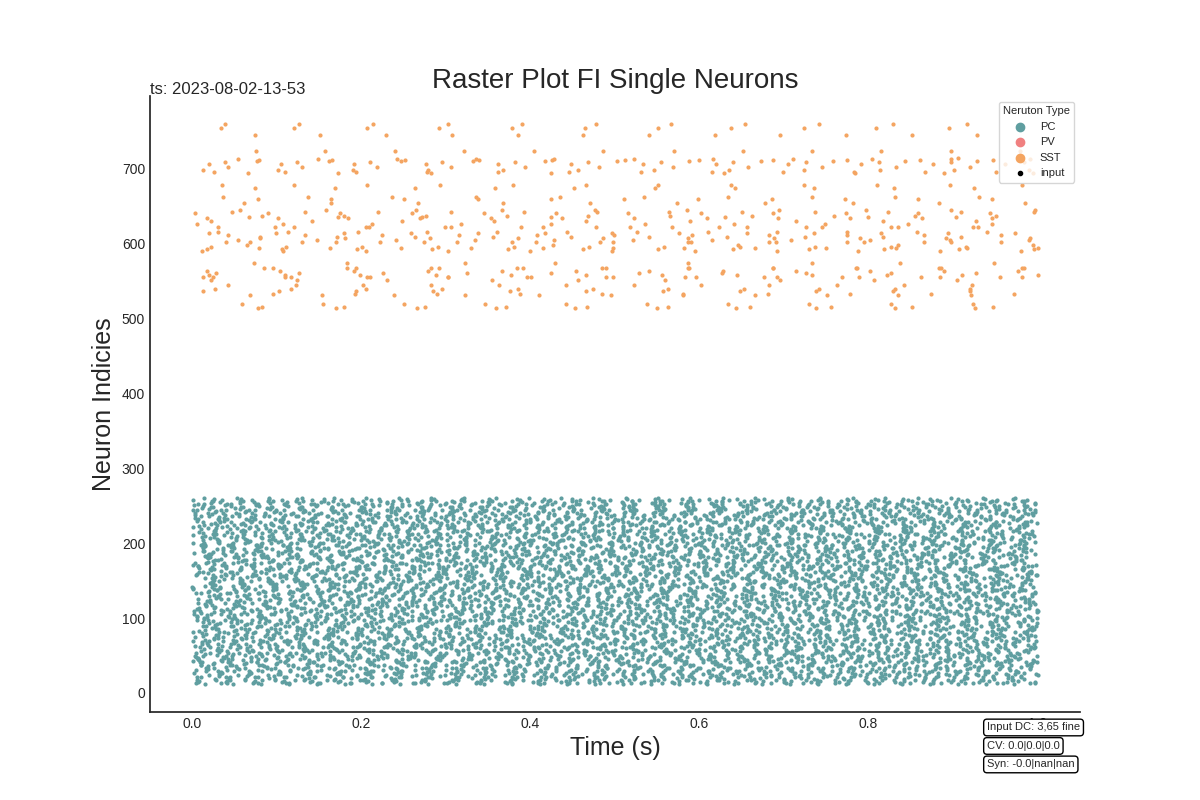 Raster Plot FI Single Neurons
ts: 2023-08-02-13-53
Neruton Type
PC
PV
SST
input
Neuron Indicies
700
600
500
400
300
200
100
0
0.0
0.2
0.4
0.6
0.8
Time (s)
Input DC: 3,65 fine
CV: 0.0|0.0|0.0
Syn: -0.0|nan|nan